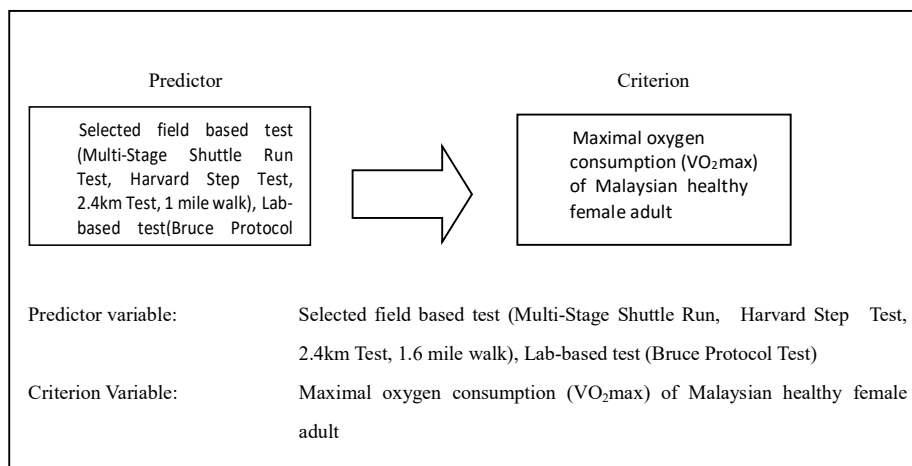 Predictor
Criterion
Selected field based test
(Multi-Stage Shuttle Run
Test, Harvard Step Test,
2.4km Test, 1 mile walk), Lab-
based test(Bruce Protocol
Maximal oxygen
consumption (VO₂max)
of Malaysian healthy
female adult
Predictor variable: Selected field based test (Multi-Stage Shuttle Run, Harvard Step Test,
2.4km Test, 1.6 mile walk), Lab-based test (Bruce Protocol Test)
Criterion Variable: Maximal oxygen consumption (VO₂max) of Malaysian healthy female
adult